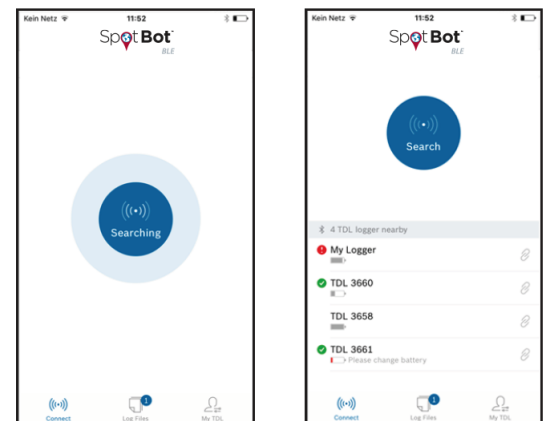 Kein Netz 11:52
SpotBot™
BLE
Searching
1
Connect Log Files My TDL
Kein Netz 11:52
SpotBot™
BLE
Search
4 TDL logger nearby
My Logger
TDL 3660
TDL 3658
TDL 3661
Please change battery
1
Connect Log Files My TDL